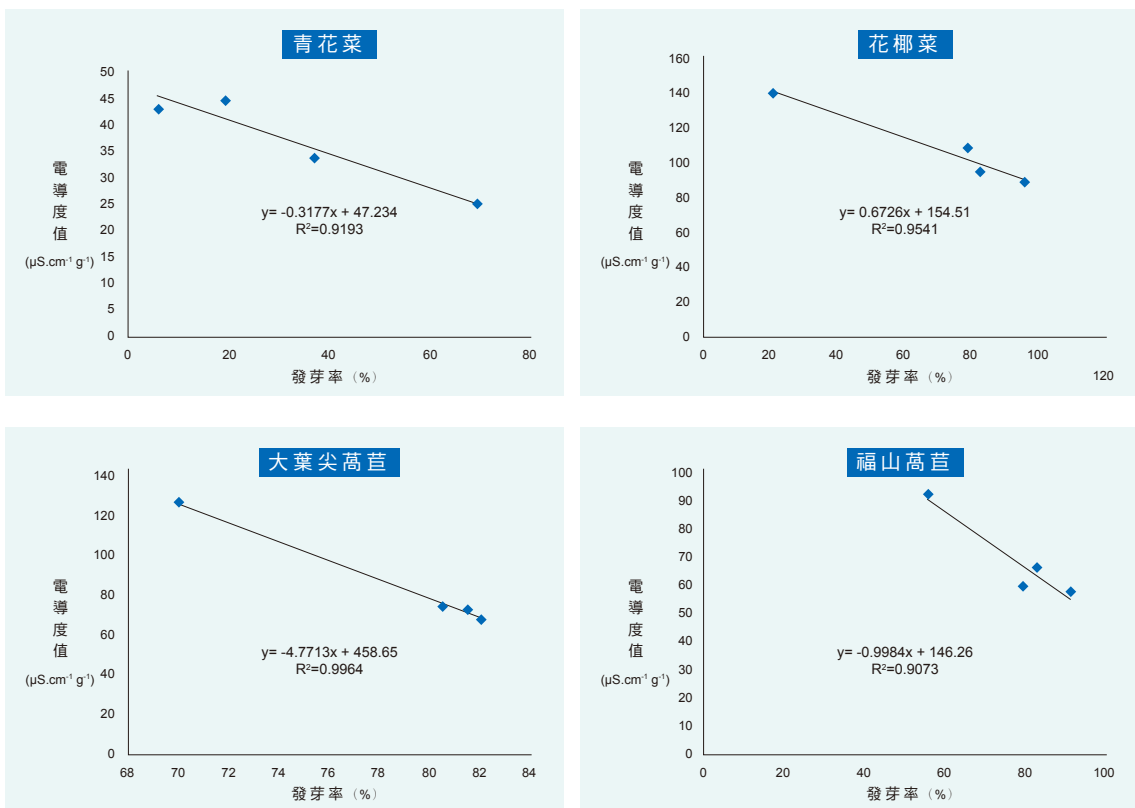 青花菜
50
45
40
35
30
25
20
15
10
5
0
電導度值
(µS.cm⁻¹ g⁻¹)
y= -0.3177x + 47.234
R²=0.9193
0 20 40 60 80
發芽率(%)
花椰菜
160
140
120
100
80
60
40
20
0
電導度值
(µS.cm⁻¹ g⁻¹)
y= 0.6726x + 154.51
R²=0.9541
0 20 40 60 80 100 120
發芽率(%)
大葉尖萵苣
140
120
100
80
60
40
20
0
電導度值
(µS.cm⁻¹ g⁻¹)
y= -4.7713x + 458.65
R²=0.9964
68 70 72 74 76 78 80 82 84
發芽率(%)
福山萵苣
100
90
80
70
60
50
40
30
20
10
0
電導度值
(µS.cm⁻¹ g⁻¹)
y= -0.9984x + 146.26
R²=0.9073
0 20 40 60 80 100
發芽率(%)